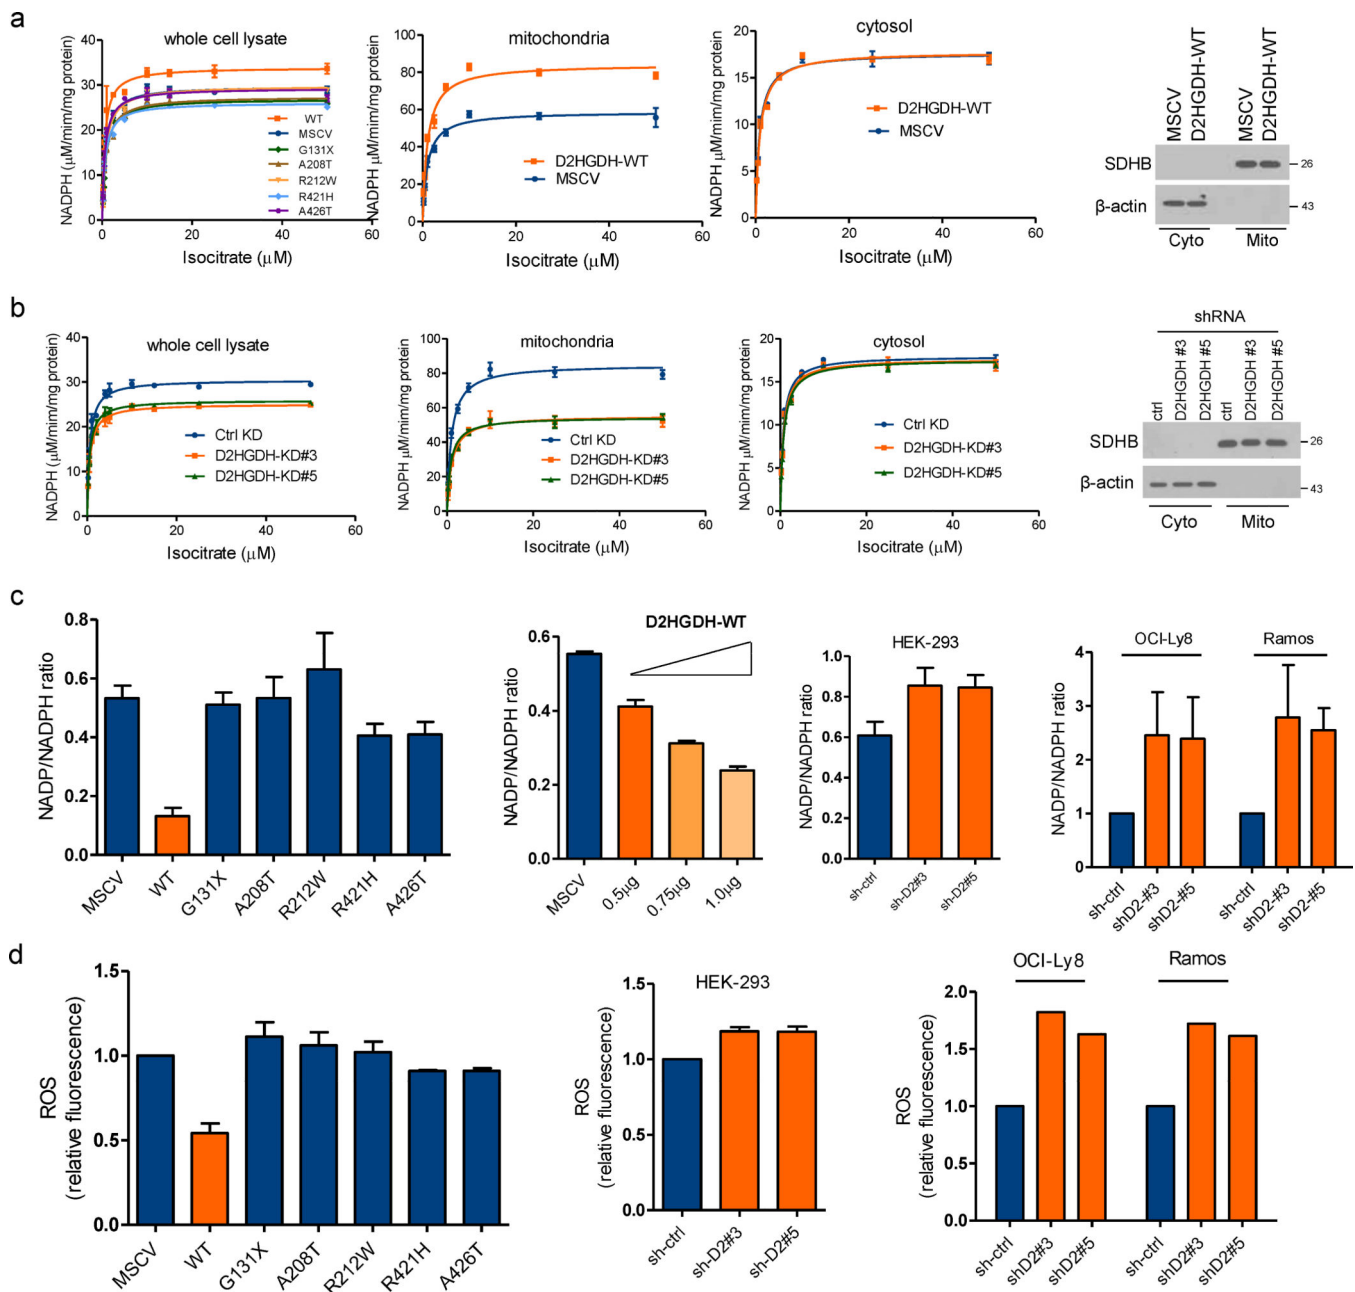 a
whole cell lysate
NADPH (μM/mim/mg protein)
40
30
20
10
0
0
20
40
60
Isocitrate (μM)
WT
MSCV
G131X
A208T
R212W
R421H
A426T
mitochondria
NADPH μM/mim/mg protein)
100
80
60
40
20
0
0
20
40
60
Isocitrate (μM)
D2HGDH-WT
MSCV
cytosol
NADPH μM/mim/mg protein)
20
15
10
5
0
0
20
40
60
Isocitrate (μM)
D2HGDH-WT
MSCV
MSCV
D2HGDH-WT
MSCV
D2HGDH-WT
SDHB
26
β-actin
43
Cyto
Mito
b
whole cell lysate
NADPH (μM/mim/mg protein)
40
30
20
10
0
0
20
40
60
Isocitrate (μM)
Ctrl KD
D2HGDH-KD#3
D2HGDH-KD#5
mitochondria
NADPH μM/mim/mg protein)
100
80
60
40
20
0
0
20
40
60
Isocitrate (μM)
Ctrl KD
D2HGDH-KD#3
D2HGDH-KD#5
cytosol
NADPH μM/mim/mg protein)
20
15
10
5
0
0
20
40
60
Isocitrate (μM)
Ctrl KD
D2HGDH-KD#3
D2HGDH-KD#5
shRNA
ctrl
D2HGDH #3
D2HGDH #5
ctrl
D2HGDH #3
D2HGDH #5
SDHB
26
β-actin
43
Cyto
Mito
c
NADP/NADPH ratio
0.8
0.6
0.4
0.2
0.0
MSCV
WT
G131X
A208T
R212W
R421H
A426T
D2HGDH-WT
NADP/NADPH ratio
0.6
0.4
0.2
0.0
MSCV
0.5μg
0.75μg
1.0μg
HEK-293
NADP/NADPH ratio
1.0
0.8
0.6
0.4
0.2
0.0
sh-ctrl
sh-D2#3
sh-D2#5
OCI-Ly8
Ramos
NADP/NADPH ratio
4
3
2
1
0
sh-ctrl
shD2-#3
shD2-#5
sh-ctrl
shD2-#3
shD2-#5
d
ROS
(relative fluorescence)
1.5
1.0
0.5
0.0
MSCV
WT
G131X
A208T
R212W
R421H
A426T
HEK-293
ROS
(relative fluorescence)
1.5
1.0
0.5
0.0
sh-ctrl
sh-D2#3
sh-D2#5
OCI-Ly8
Ramos
ROS
(relative fluorescence)
2.0
1.5
1.0
0.5
0.0
sh-ctrl
shD2#3
shD2#5
sh-ctrl
shD2#3
shD2#5